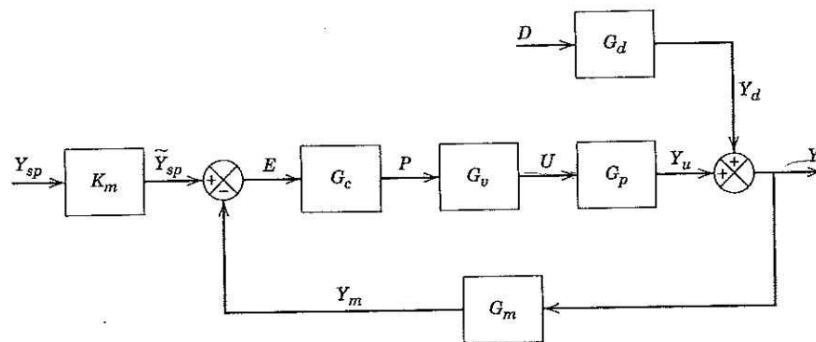 D
G_d
Y_d
Y_sp
K_m
Ỹ_sp
+
−
E
G_c
P
G_v
U
G_p
Y_u
+
+
Y
Y_m
G_m